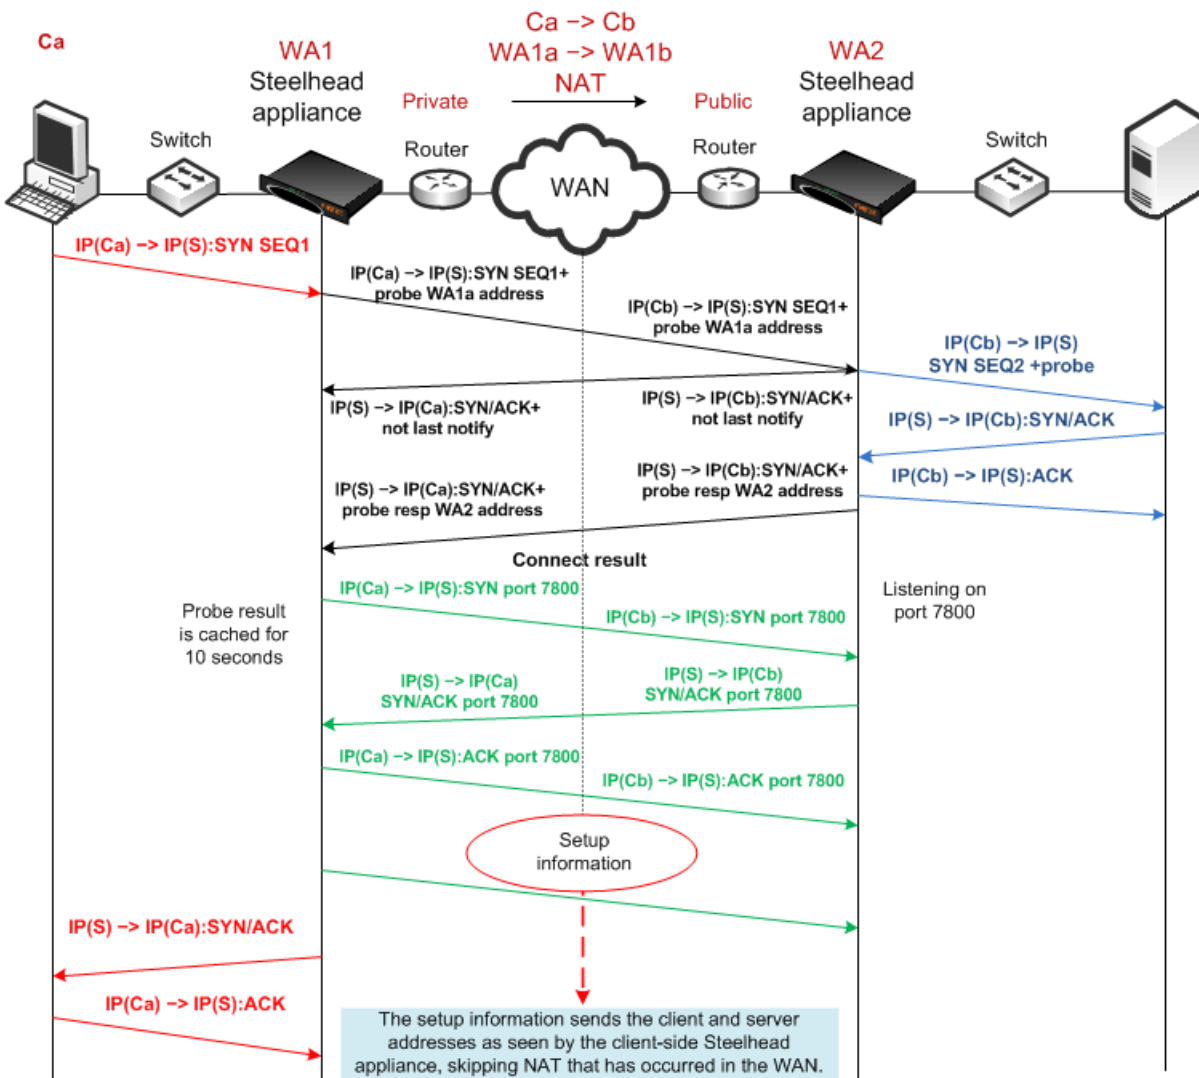 Ca
WA1
Steelhead
appliance
Ca −> Cb
WA1a −> WA1b
NAT
WA2
Steelhead
appliance
Private
Public
Switch
Router
WAN
Router
Switch
IP(Ca) −> IP(S):SYN SEQ1
IP(Ca) −> IP(S):SYN SEQ1+
probe WA1a address
IP(Cb) −> IP(S):SYN SEQ1+
probe WA1a address
IP(Cb) −> IP(S)
SYN SEQ2 +probe
IP(S) −> IP(Ca):SYN/ACK+
not last notify
IP(S) −> IP(Cb):SYN/ACK+
not last notify
IP(S) −> IP(Cb):SYN/ACK
IP(S) −> IP(Ca):SYN/ACK+
probe resp WA2 address
IP(S) −> IP(Cb):SYN/ACK+
probe resp WA2 address
IP(Cb) −> IP(S):ACK
Connect result
IP(Ca) −> IP(S):SYN port 7800
Listening on
port 7800
Probe result
is cached for
10 seconds
IP(Cb) −> IP(S):SYN port 7800
IP(S) −> IP(Ca)
SYN/ACK port 7800
IP(S) −> IP(Cb)
SYN/ACK port 7800
IP(Ca) −> IP(S):ACK port 7800
IP(Cb) −> IP(S):ACK port 7800
Setup
information
IP(S) −> IP(Ca):SYN/ACK
IP(Ca) −> IP(S):ACK
The setup information sends the client and server
addresses as seen by the client-side Steelhead
appliance, skipping NAT that has occurred in the WAN.